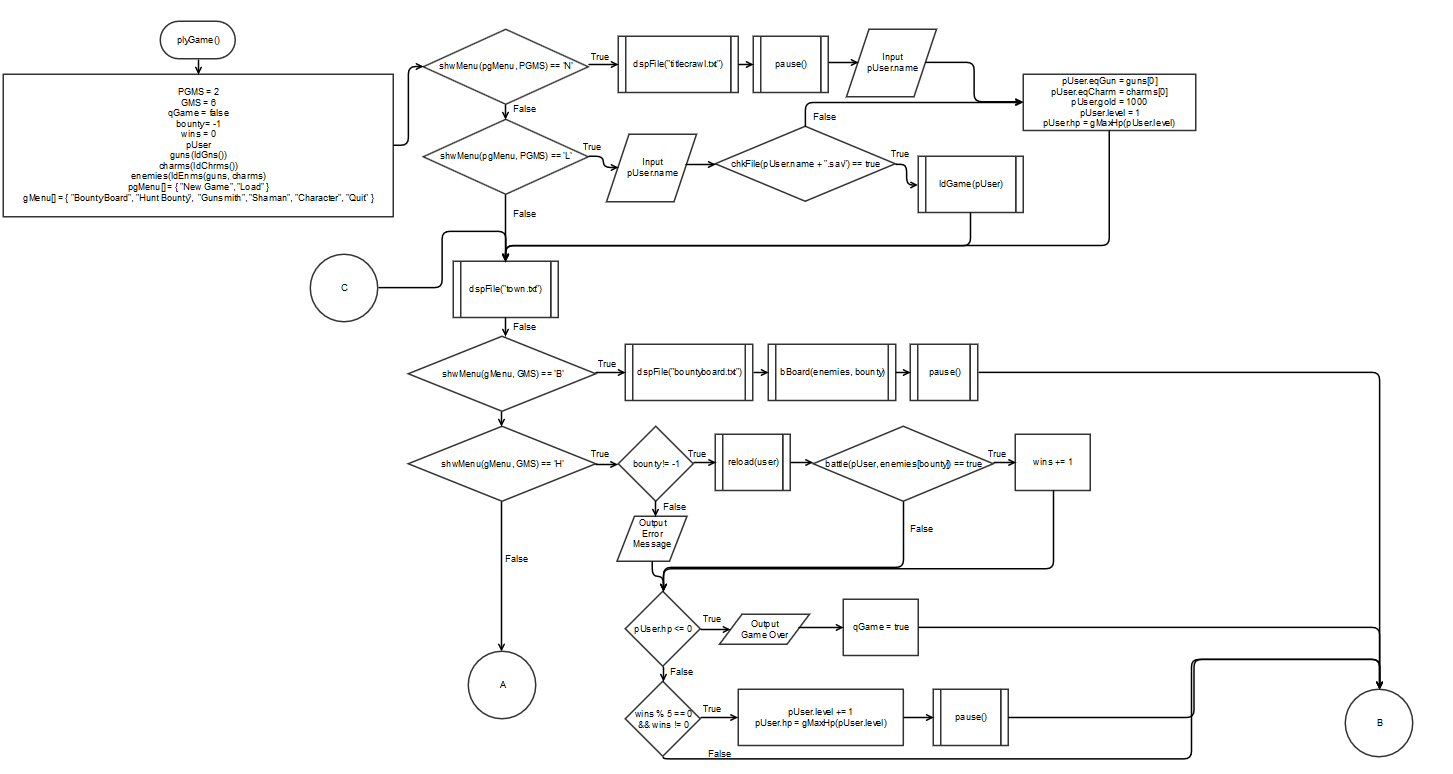 plyGame()
PGMS = 2
GMS = 6
qGame = false
bounty= -1
wins = 0
pUser
guns(ldGns())
charms(ldChrms())
enemies(ldEnms(guns, charms)
pgMenu[]= { "New Game", "Load" }
gMenu[] = { "BountyBoard", "Hunt Bounty', "Gunsmith", "Shaman", "Character", "Quit" }
shwMenu(pgMenu, PGMS) == 'N'
True
dspFile("titlecrawl.txt")
pause()
Input
pUser.name
pUser.eqGun = guns[0]
pUser.eqCharm = charms[0]
pUser.gold = 1000
pUser.level = 1
pUser.hp = gMaxHp(pUser.level)
False
shwMenu(pgMenu, PGMS) == 'L'
True
Input
pUser.name
chkFile(pUser.name + ".sav") == true
False
True
ldGame(pUser)
False
C
dspFile("town.txt")
False
shwMenu(gMenu, GMS) == 'B'
True
dspFile("bountyboard.txt")
bBoard(enemies, bounty)
pause()
shwMenu(gMenu, GMS) == 'H'
True
bounty!= -1
True
reload(user)
battle(pUser, enemies[bounty]) == true
True
wins += 1
False
Output
Error
Message
False
False
pUser.hp <= 0
True
Output
Game Over
qGame = true
A
False
wins % 5 == 0
&& wins != 0
True
pUser.level += 1
pUser.hp = gMaxHp(pUser.level)
pause()
False
B